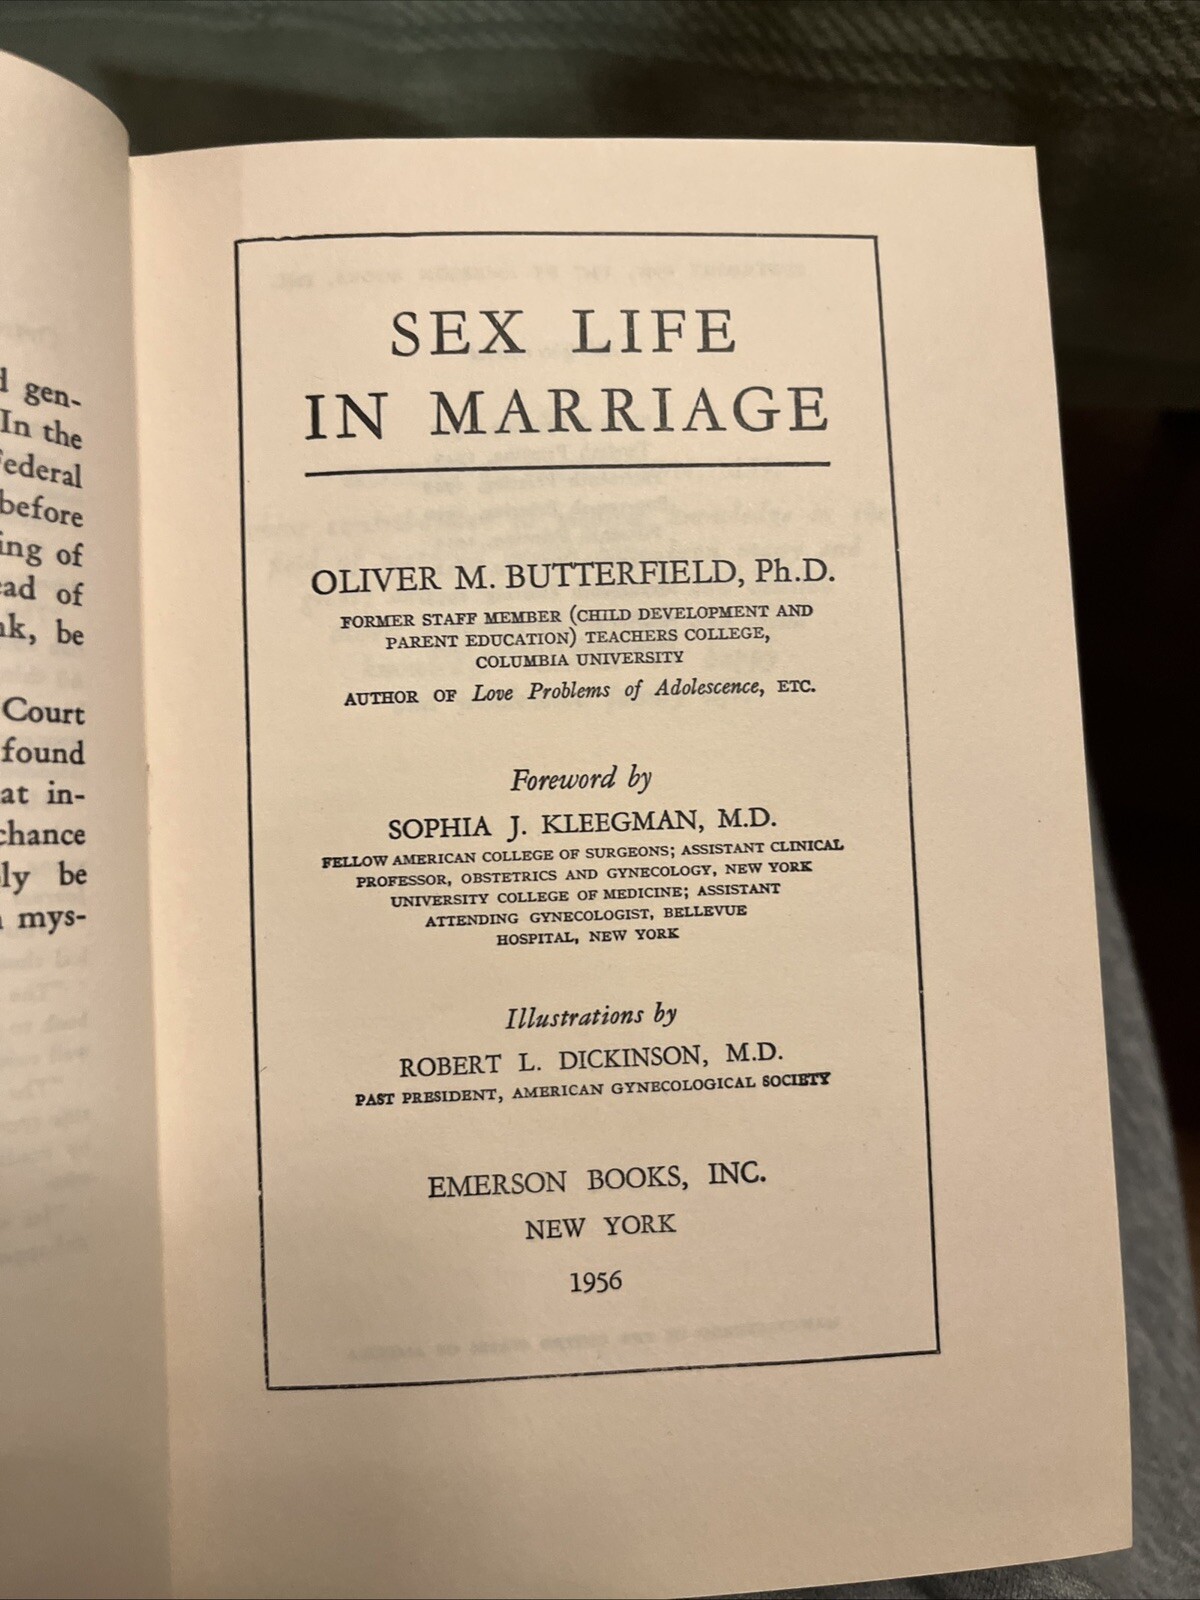 d gen-
In the
Federal
before
ing of
ead of
nk, be
Court
found
at in-
chance
ly be
mys-
SEX LIFE
IN MARRIAGE
OLIVER M. BUTTERFIELD, Ph.D.
FORMER STAFF MEMBER (CHILD DEVELOPMENT AND
PARENT EDUCATION) TEACHERS COLLEGE,
COLUMBIA UNIVERSITY
AUTHOR OF Love Problems of Adolescence, ETC.
Foreword by
SOPHIA J. KLEEGMAN, M.D.
FELLOW AMERICAN COLLEGE OF SURGEONS; ASSISTANT CLINICAL
PROFESSOR, OBSTETRICS AND GYNECOLOGY, NEW YORK
UNIVERSITY COLLEGE OF MEDICINE; ASSISTANT
ATTENDING GYNECOLOGIST, BELLEVUE
HOSPITAL, NEW YORK
Illustrations by
ROBERT L. DICKINSON, M.D.
PAST PRESIDENT, AMERICAN GYNECOLOGICAL SOCIETY
EMERSON BOOKS, INC.
NEW YORK
1956